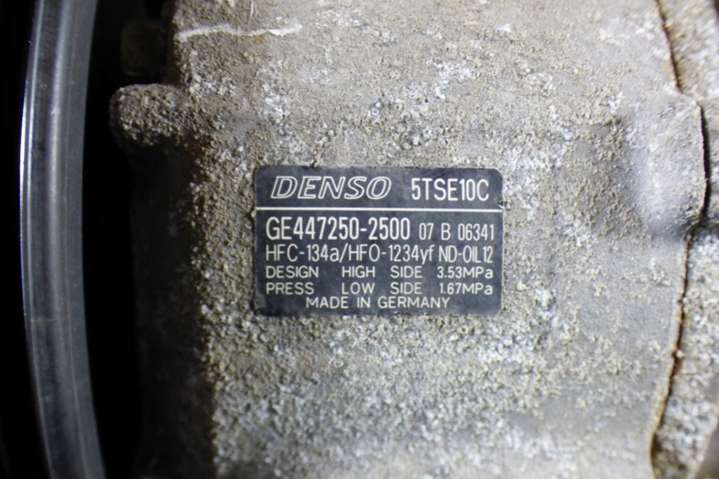 DENSO 5TSE10C
GE447250-2500 07 B 06341
HFC-134a/HFO-1234yf ND-OIL12
DESIGN HIGH SIDE 3.53MPa
PRESS LOW SIDE 1.67MPa
MADE IN GERMANY